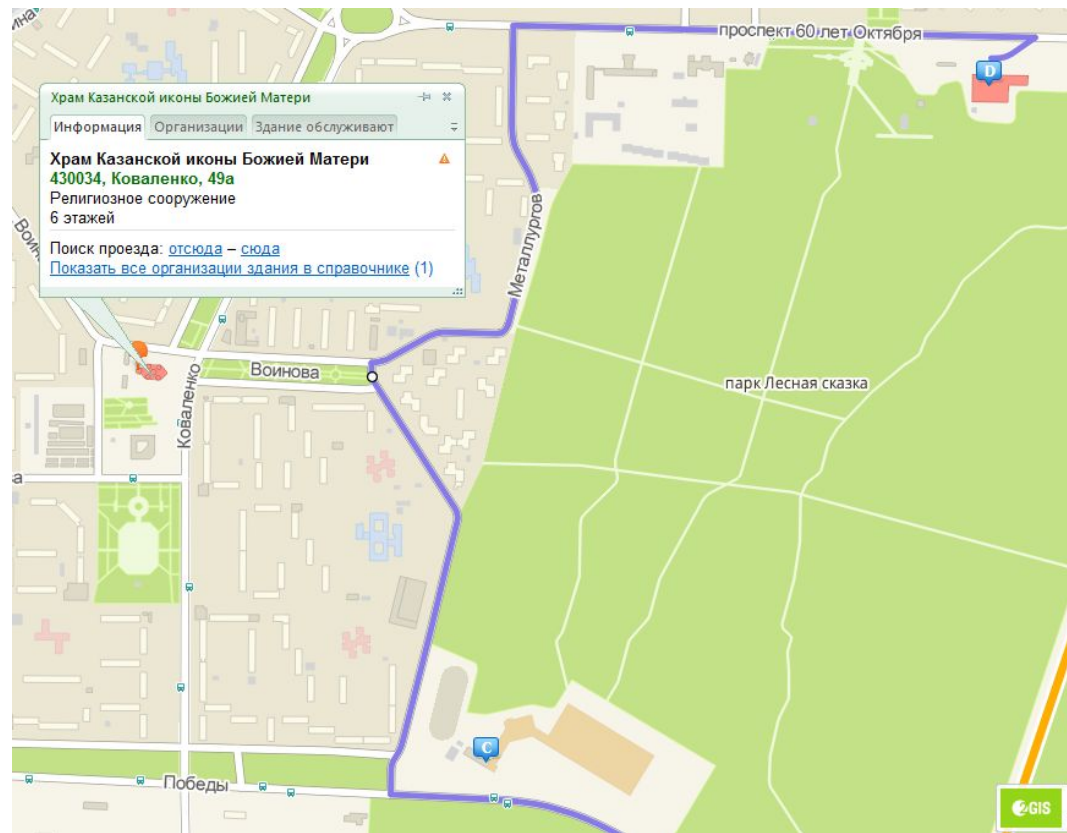 ина
проспект 60 лет Октября
D
Храм Казанской иконы Божией Матери
Информация Организации Здание обслуживают
Храм Казанской иконы Божией Матери
430034, Коваленко, 49а
Религиозное сооружение
6 этажей
Поиск проезда: отсюда – сюда
Показать все организации здания в справочнике (1)
Металлургов
Воинова
Коваленко
парк Лесная сказка
а
C
Победы
2GIS